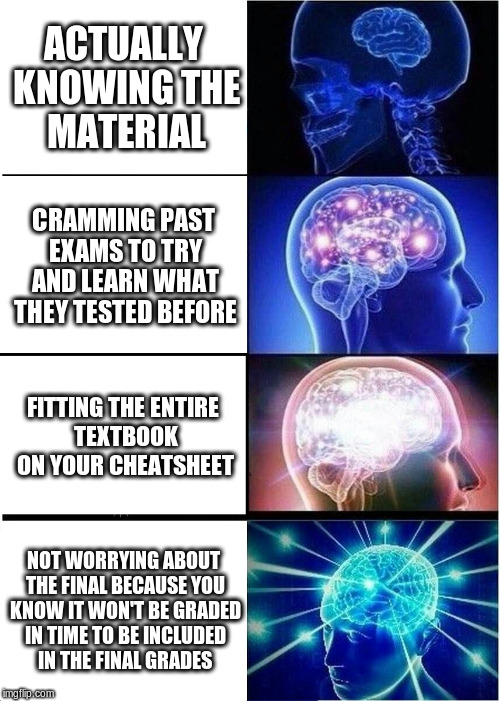 ACTUALLY
KNOWING THE
MATERIAL
CRAMMING PAST
EXAMS TO TRY
AND LEARN WHAT
THEY TESTED BEFORE
FITTING THE ENTIRE
TEXTBOOK
ON YOUR CHEATSHEET
NOT WORRYING ABOUT
THE FINAL BECAUSE YOU
KNOW IT WON'T BE GRADED
IN TIME TO BE INCLUDED
IN THE FINAL GRADES
imgflip.com